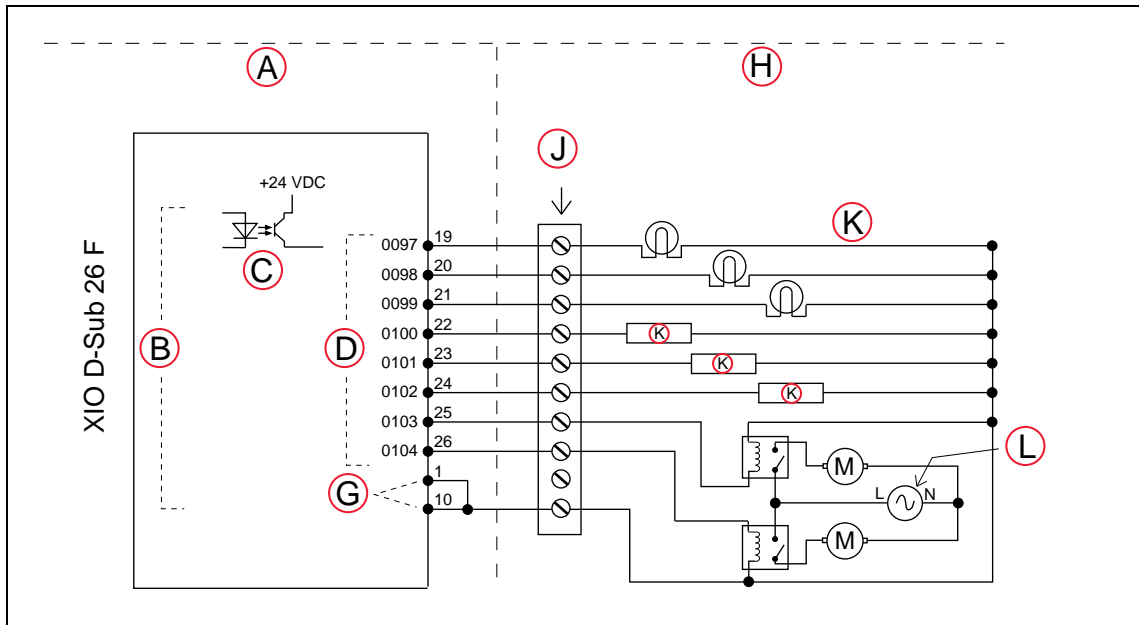 A
H
J
+24 VDC
C
K
XIO D-Sub 26 F
B
D
0097 19
0098 20
0099 21
0100 22 K
0101 23 K
0102 24 K
0103 25
0104 26
G
1
10
M
L
L N
M